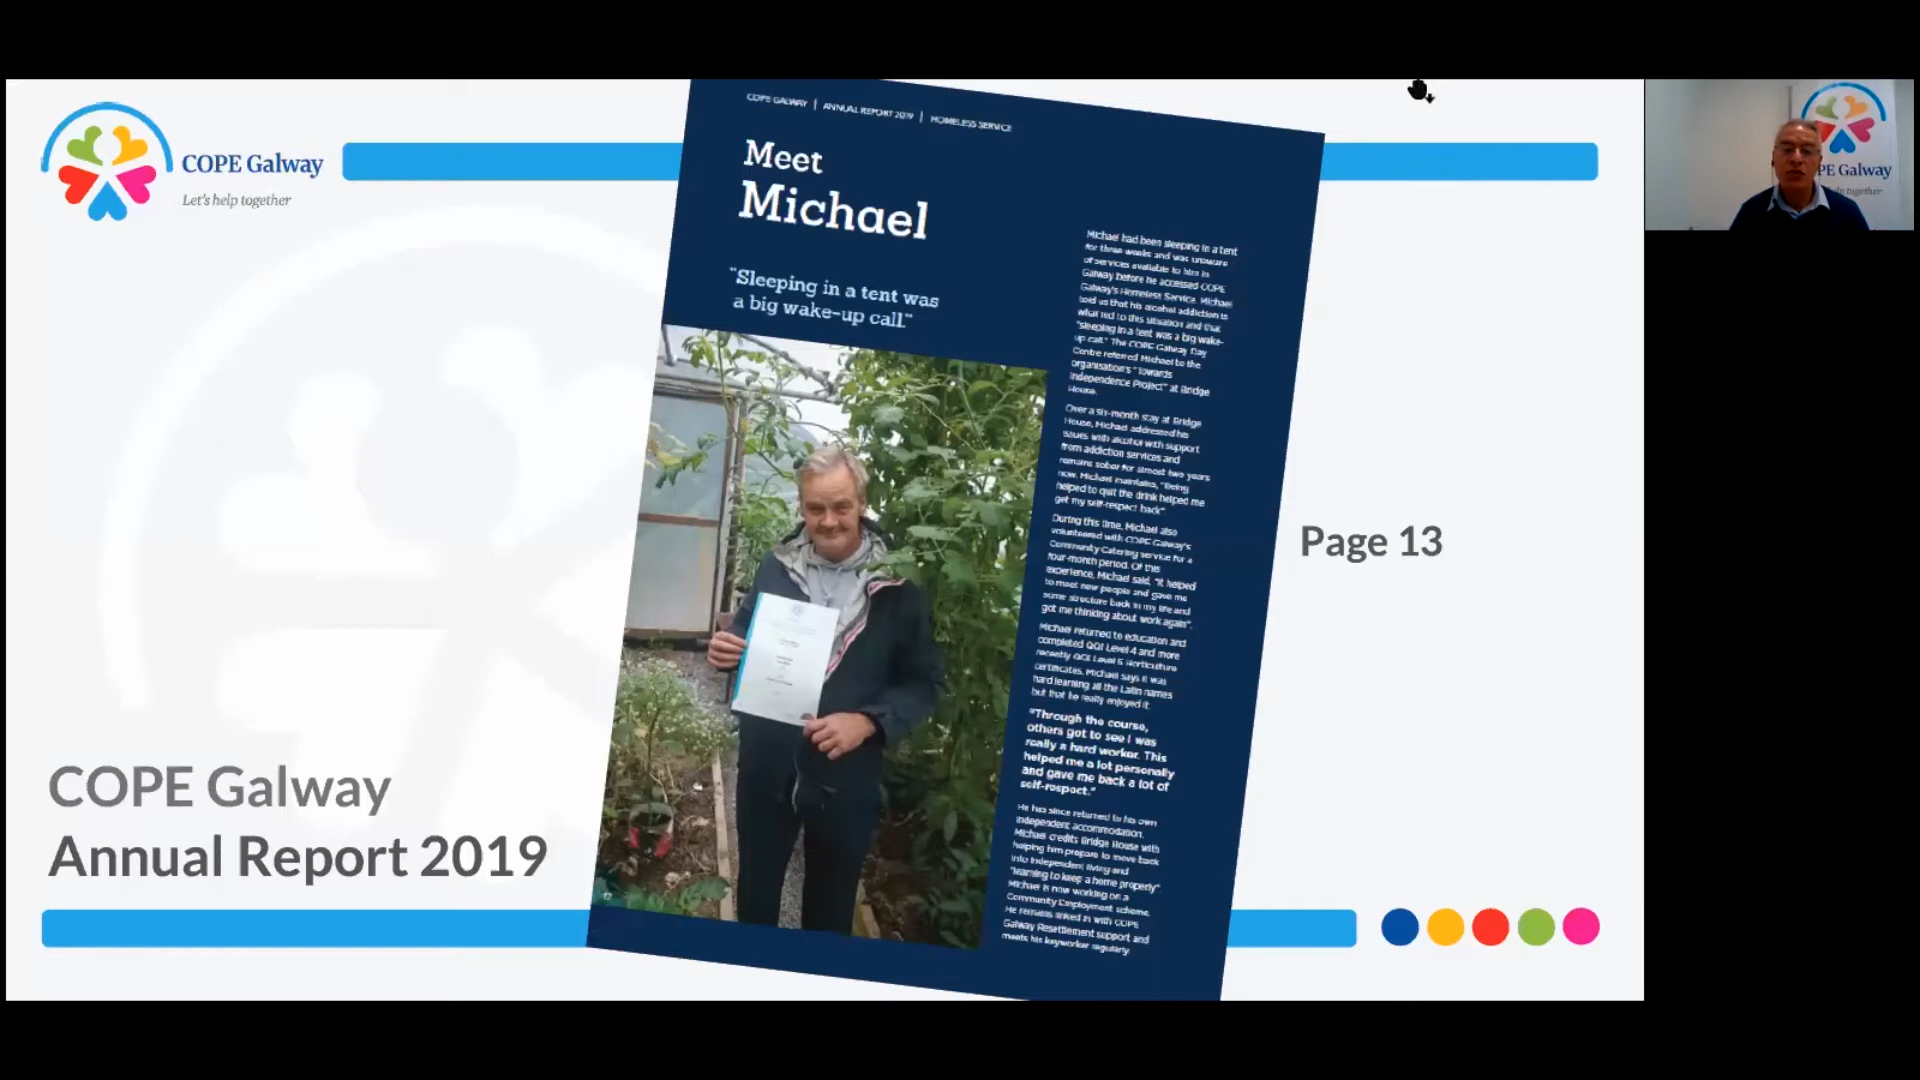 COPE Galway
Let's help together
COPE GALWAY | ANNUAL REPORT 2019 | HOMELESS SERVICE
Meet
Michael
"Sleeping in a tent was
a big wake-up call."
Michael had been sleeping in a tent
for three weeks and was unaware
of services available to him in
Galway before he accessed COPE
Galway's Homeless Service. Michael
told us that his alcohol addiction is
what led to this situation and that
"sleeping in a tent was a big wake-
up call." The COPE Galway Day
Centre referred Michael to the
organisation's "Towards
Independence Project" at Bridge
House.
Over a six-month stay at Bridge
House, Michael addressed his
issues with alcohol with support
from addiction services and
remains sober for almost two years
now. Michael maintains, "Being
helped to quit the drink helped me
get my self-respect back"
During this time, Michael also
volunteered with COPE Galway's
Community Catering service for a
four-month period. Of this
experience, Michael said, "It helped
to meet new people and gave me
some structure back in my life and
got me thinking about work again".
Michael returned to education and
completed QQI Level 4 and more
recently QQI Level 5 Horticulture
certificates. Michael says it was
hard learning all the Latin names
but that he really enjoyed it.
"Through the course,
others got to see I was
really a hard worker. This
helped me a lot personally
and gave me back a lot of
self-respect."
He has since returned to his own
independent accommodation.
Michael credits Bridge House with
helping him prepare to move back
into independent living and
"learning to keep a home properly"
Michael is now working on a
Community Employment scheme.
He remains linked in with COPE
Galway Resettlement support and
meets his keyworker regularly.
Page 13
COPE Galway
Annual Report 2019
PE Galway
help together